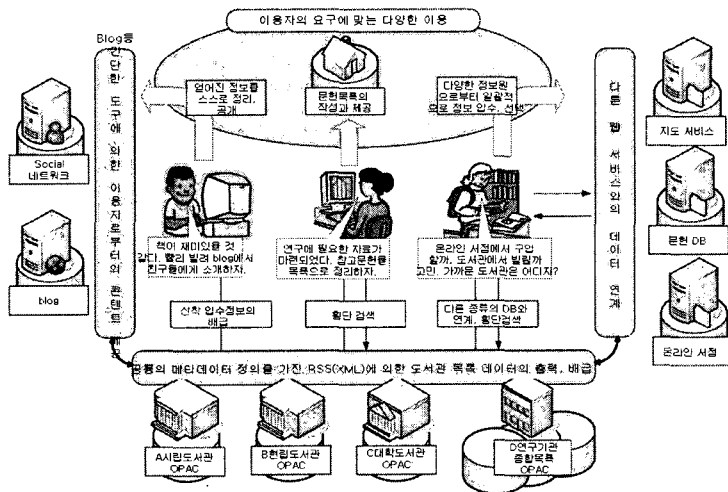 이용자의 요구에 맞는 다양한 이용
Blog등
간단한 도구에 의한 이용자로부터의 콘텐트
얻어진 정보를
스스로 정리,
공개
문헌목록의
작성과 제공
다양한 정보원
으로부터 일괄적
으로 정보 입수, 선택
다른 웹 서비스와의 데이터 연계
Social
네트워크
blog
지도 서비스
문헌 DB
온라인 서점
책이 재미있을 것
같다. 빨리 빌려 blog에서
친구들에게 소개하자.
연구에 필요한 자료가
마련되었다. 참고문헌를
목록으로 정리하자.
온라인 서점에서 구입
할까, 도서관에서 빌릴까
고민. 가까운 도서관은 어디지?
신착 입수정보의
배급
횡단 검색
다른 종류의 DB와
연계, 횡단검색
공통의 메타데이터 정의를 가진 RSS(XML)에 의한 도서관 목록 데이터의 출력, 배급
A시립도서관
OPAC
B현립도서관
OPAC
C대학도서관
OPAC
D연구기관
종합목록
OPAC